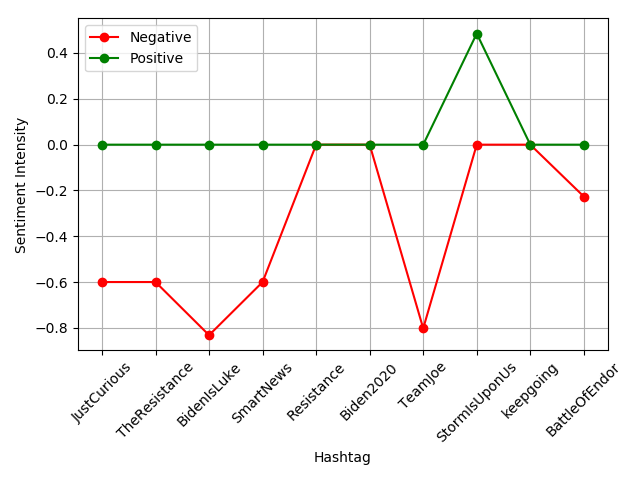 Negative
Positive
0.4
0.2
0.0
−0.2
−0.4
−0.6
−0.8
Sentiment Intensity
JustCurious
TheResistance
BidenIsLuke
SmartNews
Resistance
Biden2020
TeamJoe
StormIsUponUs
keepgoing
BattleOfEndor
Hashtag